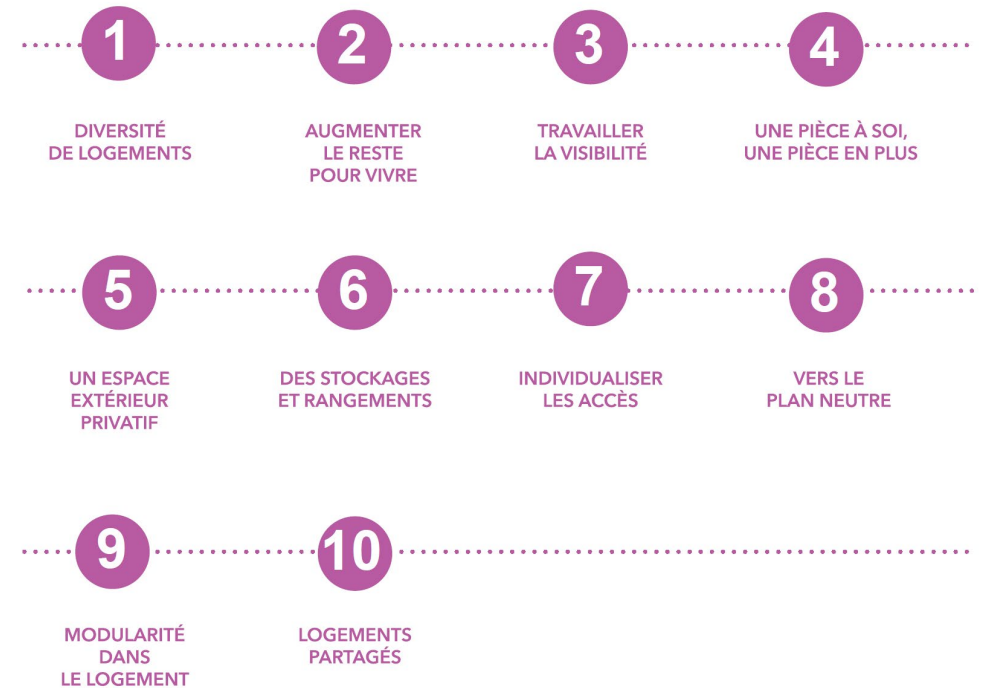 1
DIVERSITÉ
DE LOGEMENTS
2
AUGMENTER
LE RESTE
POUR VIVRE
3
TRAVAILLER
LA VISIBILITÉ
4
UNE PIÈCE À SOI,
UNE PIÈCE EN PLUS
5
UN ESPACE
EXTÉRIEUR
PRIVATIF
6
DES STOCKAGES
ET RANGEMENTS
7
INDIVIDUALISER
LES ACCÈS
8
VERS LE
PLAN NEUTRE
9
MODULARITÉ
DANS
LE LOGEMENT
10
LOGEMENTS
PARTAGÉS